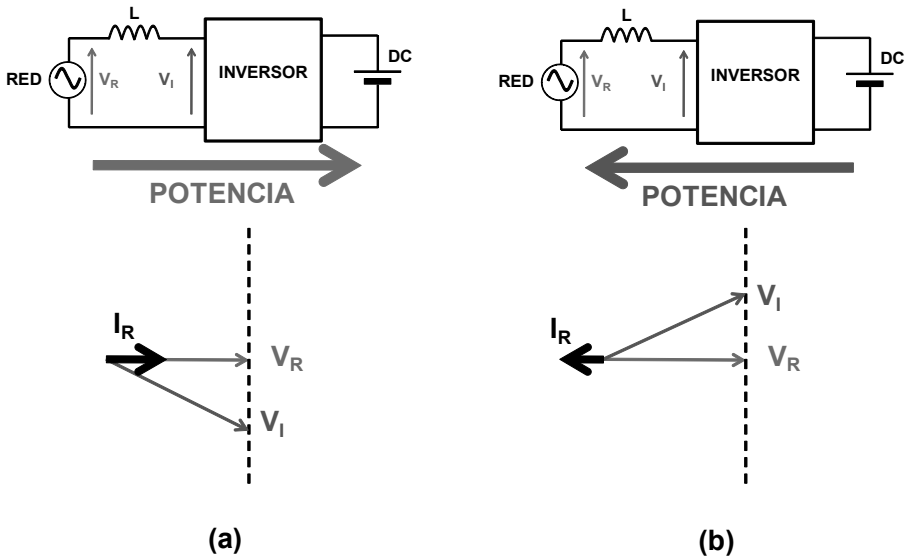 L
RED
V_R
V_I
INVERSOR
DC
POTENCIA
I_R
V_R
V_I
(a)
L
RED
V_R
V_I
INVERSOR
DC
POTENCIA
V_I
I_R
V_R
(b)